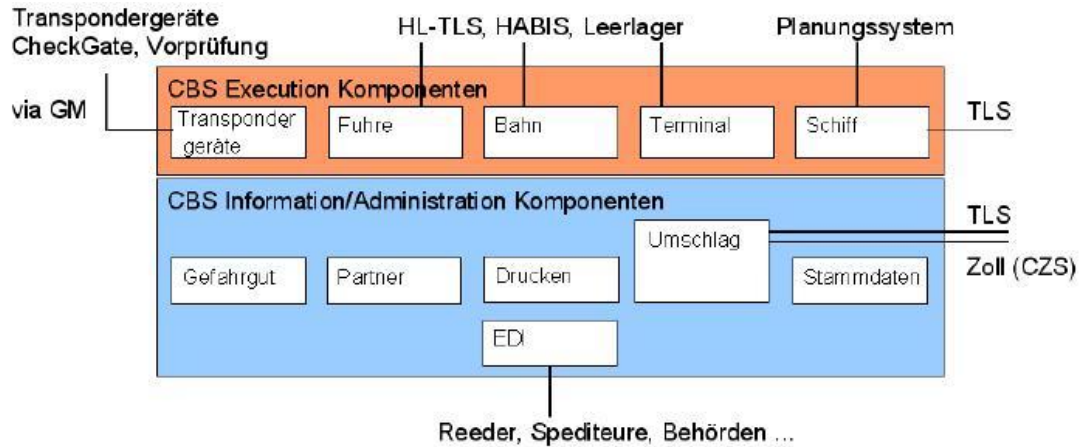 Transpondergeräte
CheckGate, Vorprüfung
HL-TLS, HABIS, Leerlager
Planungssystem
via GM
CBS Execution Komponenten
Transponder
geräte
Fuhre
Bahn
Terminal
Schiff
TLS
CBS Information/Administration Komponenten
Umschlag
TLS
Zoll (CZS)
Gefahrgut
Partner
Drucken
Stammdaten
EDI
Reeder, Spediteure, Behörden ...